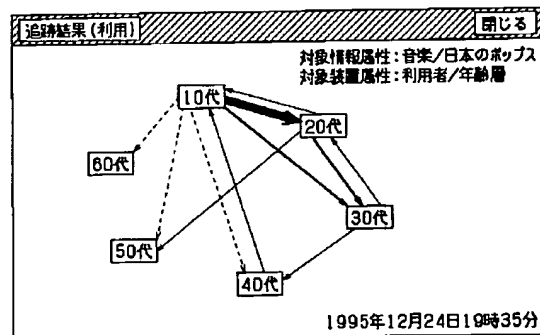 追跡結果(利用)
閉じる
対象情報属性:音楽/日本のポップス
対象装置属性:利用者/年齢層
10代
20代
60代
30代
50代
40代
1995年12月24日19時35分